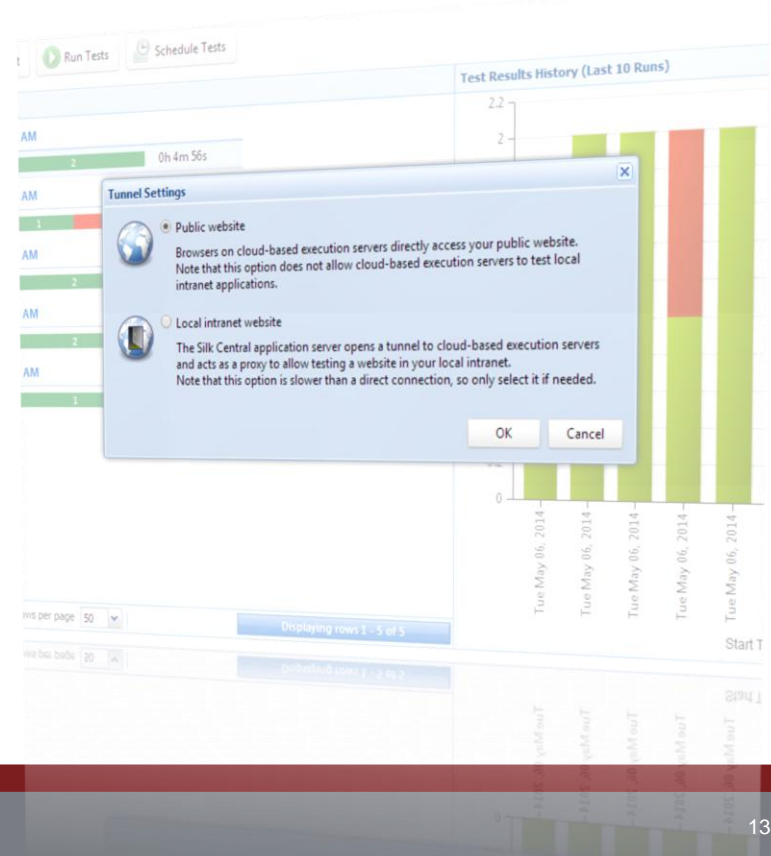 t
Run Tests
Schedule Tests
Test Results History (Last 10 Runs)
2.2
2
AM
2
0h 4m 56s
AM
1
AM
2
AM
2
AM
1
Tunnel Settings
Public website
Browsers on cloud-based execution servers directly access your public website.
Note that this option does not allow cloud-based execution servers to test local
intranet applications.
Local intranet website
The Silk Central application server opens a tunnel to cloud-based execution servers
and acts as a proxy to allow testing a website in your local intranet.
Note that this option is slower than a direct connection, so only select it if needed.
OK
Cancel
0
Tue May 06, 2014
Tue May 06, 2014
Tue May 06, 2014
Tue May 06, 2014
Tue May 06, 2014
Start T
per page
50
Displaying rows 1 - 5 of 5
13